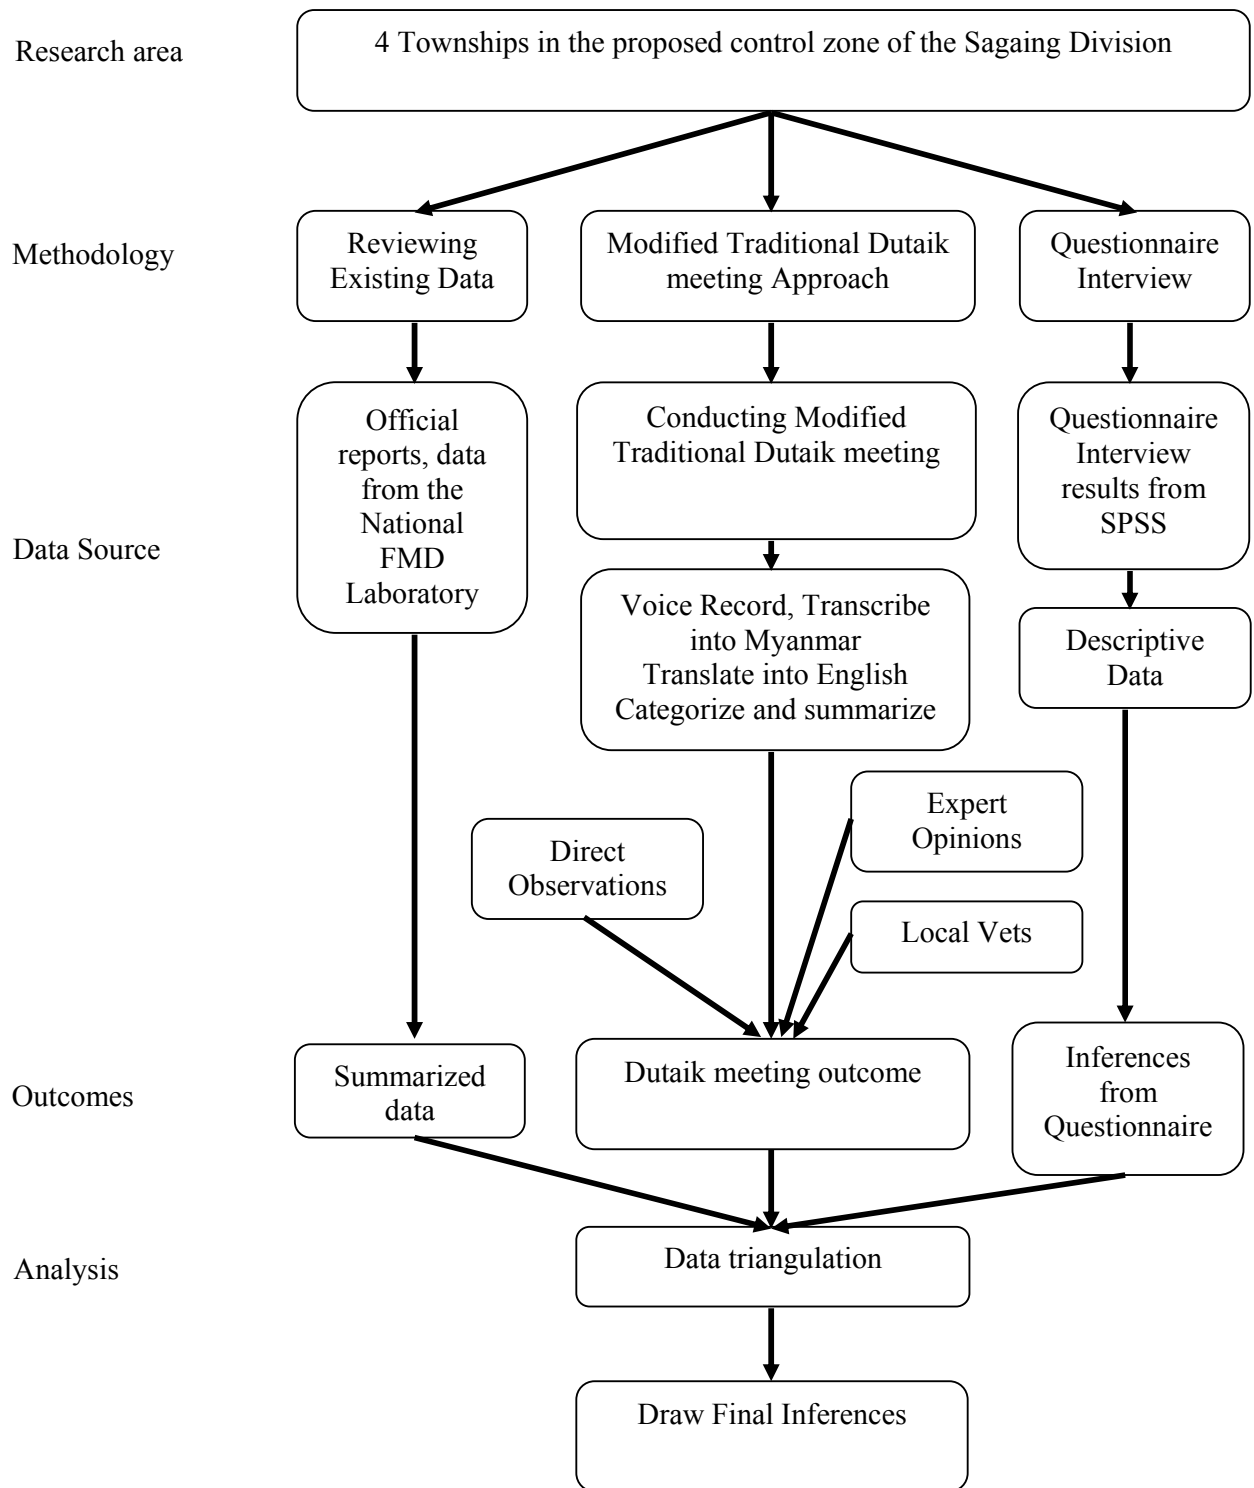 Research area
4 Townships in the proposed control zone of the Sagaing Division
Methodology
Reviewing
Existing Data
Modified Traditional Dutaik
meeting Approach
Questionnaire
Interview
Data Source
Official
reports, data
from the
National
FMD
Laboratory
Conducting Modified
Traditional Dutaik meeting
Questionnaire
Interview
results from
SPSS
Voice Record, Transcribe
into Myanmar
Translate into English
Categorize and summarize
Descriptive
Data
Direct
Observations
Expert
Opinions
Local Vets
Outcomes
Summarized
data
Dutaik meeting outcome
Inferences
from
Questionnaire
Analysis
Data triangulation
Draw Final Inferences